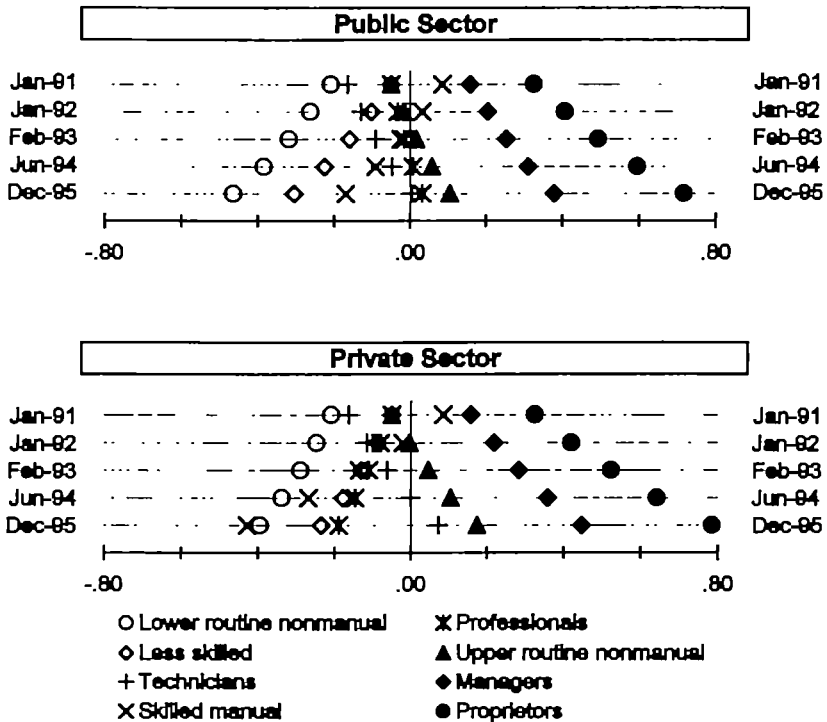 Public Sector
Jan-91 Jan-91
Jan-92 Jan-92
Feb-93 Feb-93
Jun-94 Jun-94
Dec-95 Dec-95
-.80 .00 .80
Private Sector
Jan-91 Jan-91
Jan-92 Jan-92
Feb-93 Feb-93
Jun-94 Jun-94
Dec-95 Dec-95
-.80 .00 .80
Lower routine nonmanual Professionals
Less skilled Upper routine nonmanual
Technicians Managers
Skilled manual Proprietors